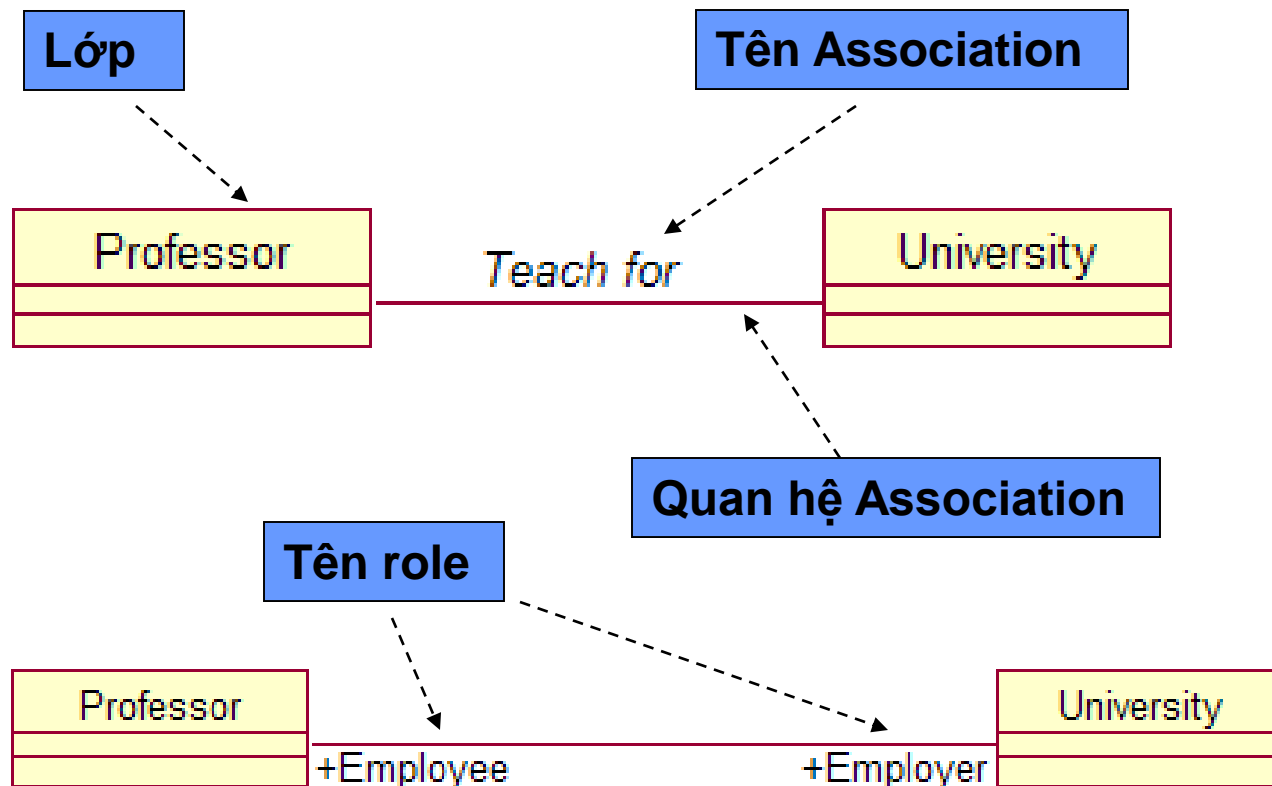 Lớp
Tên Association
Professor
Teach for
University
Quan hệ Association
Tên role
Professor
University
+Employee
+Employer